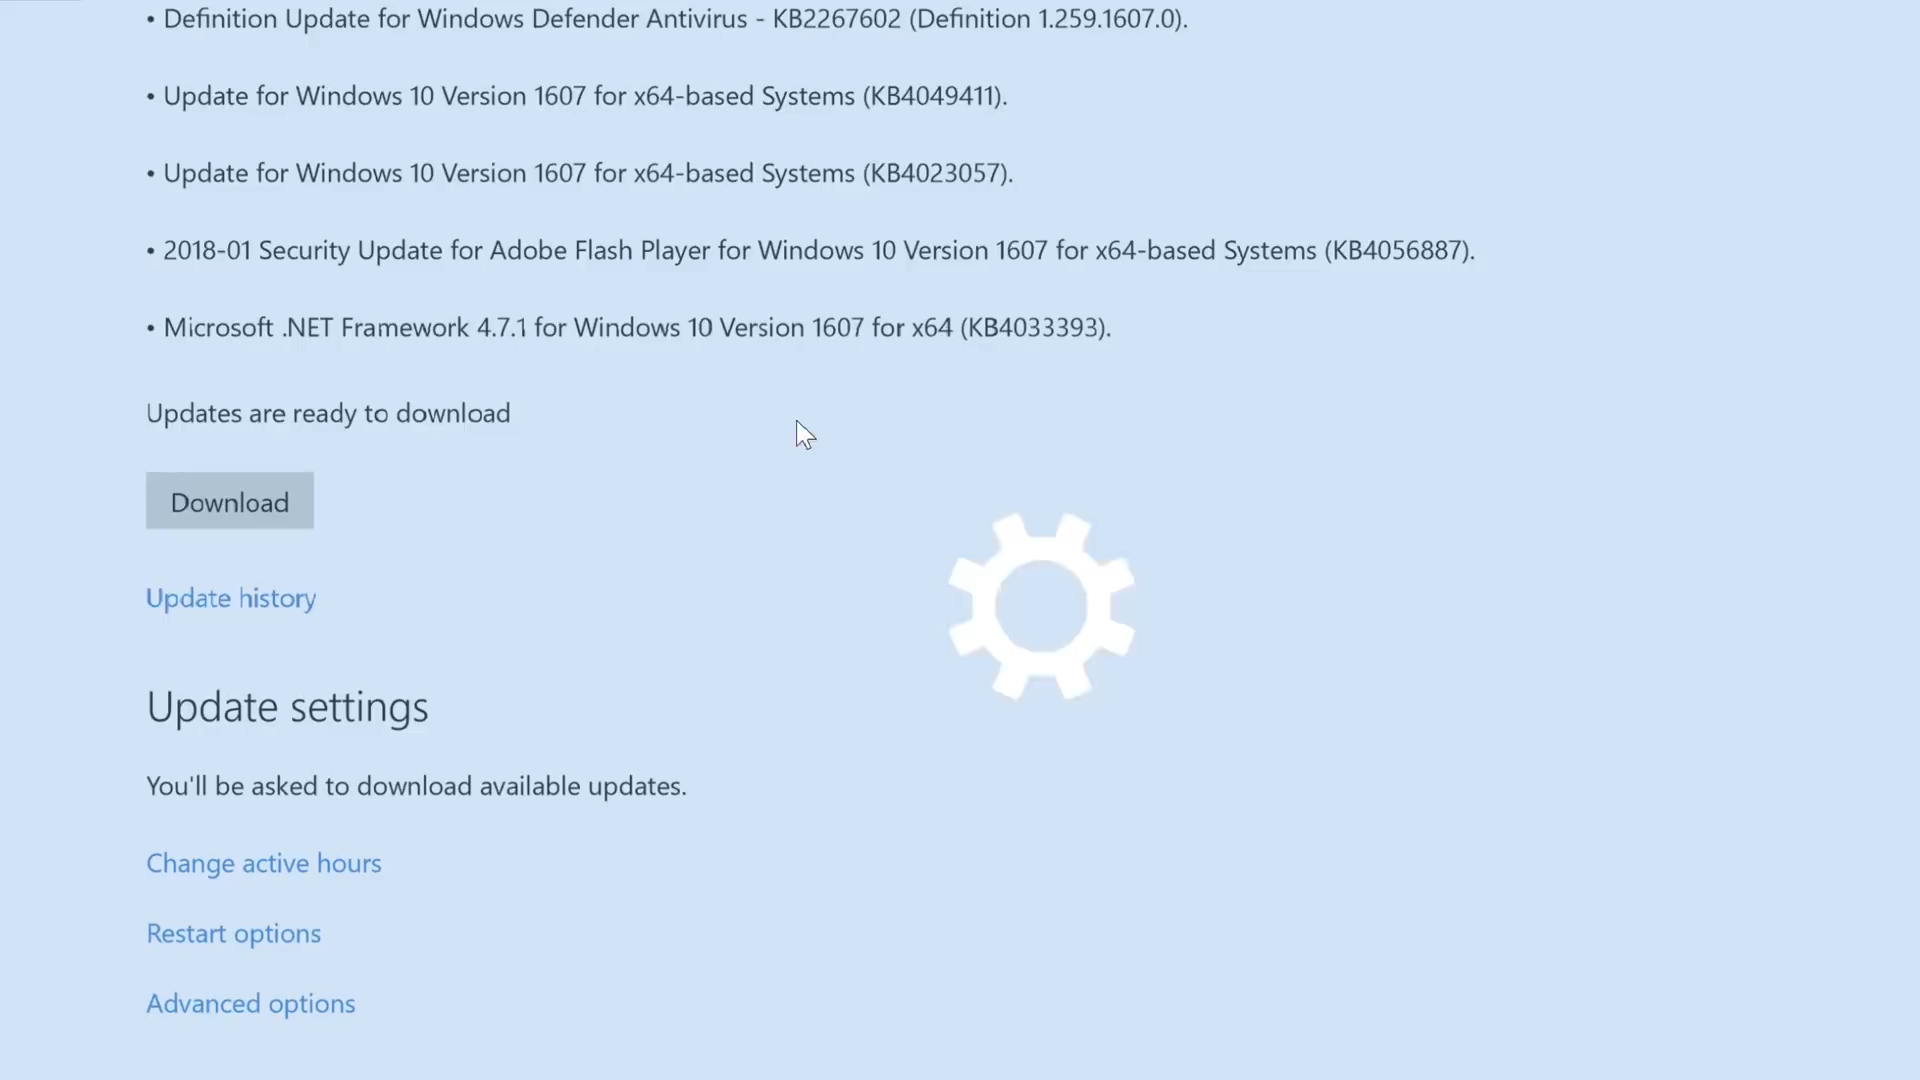 • Definition Update for Windows Defender Antivirus - KB2267602 (Definition 1.259.1607.0).
• Update for Windows 10 Version 1607 for x64-based Systems (KB4049411).
• Update for Windows 10 Version 1607 for x64-based Systems (KB4023057).
• 2018-01 Security Update for Adobe Flash Player for Windows 10 Version 1607 for x64-based Systems (KB4056887).
• Microsoft .NET Framework 4.7.1 for Windows 10 Version 1607 for x64 (KB4033393).
Updates are ready to download
Download
Update history
Update settings
You'll be asked to download available updates.
Change active hours
Restart options
Advanced options